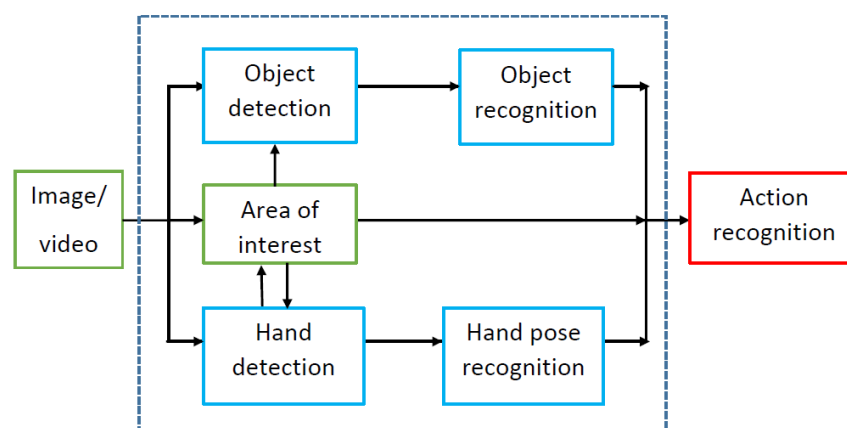 Object
detection
Object
recognition
Image/
video
Area of
interest
Action
recognition
Hand
detection
Hand pose
recognition